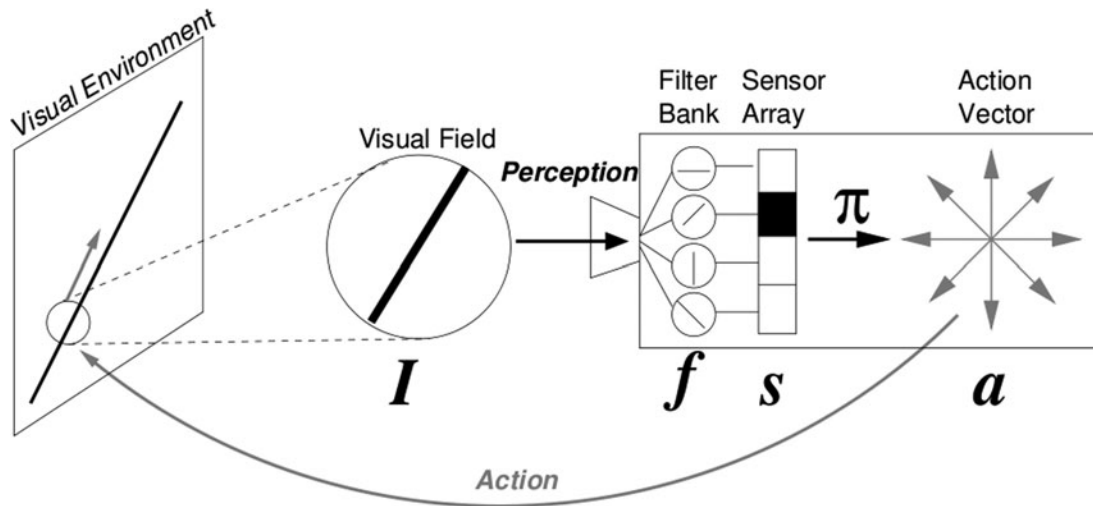 Visual Environment
Visual Field
Perception
Filter
Bank
Sensor
Array
Action
Vector
π
I
f
s
a
Action